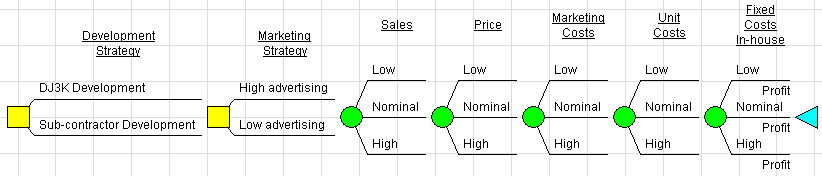 Development
Strategy
Marketing
Strategy
Sales
Price
Marketing
Costs
Unit
Costs
Fixed
Costs
In-house
DJ3K Development
Sub-contractor Development
High advertising
Low advertising
Low
Nominal
High
Low
Nominal
High
Low
Nominal
High
Low
Nominal
High
Low
Profit
Nominal
Profit
High
Profit